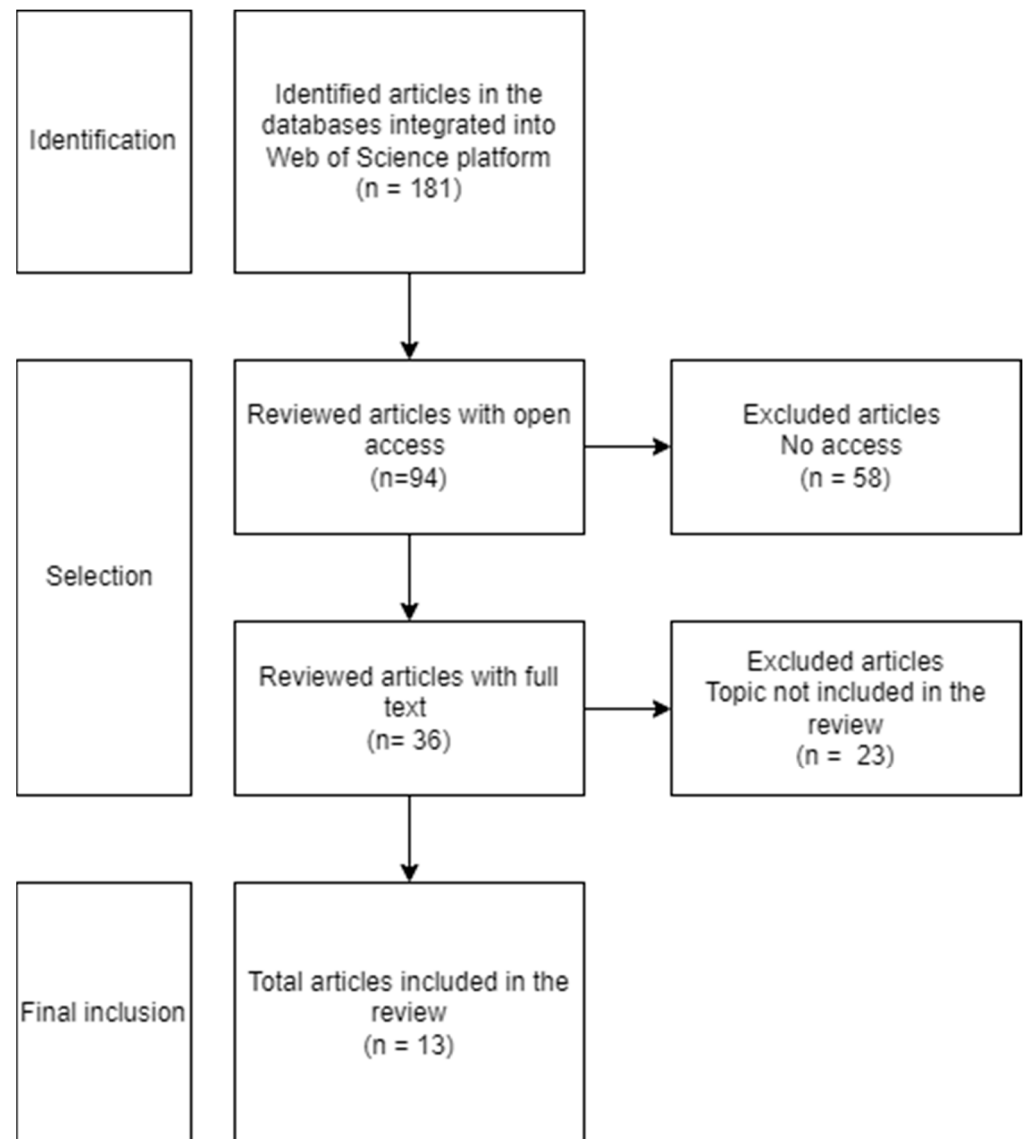 Identification
Identified articles in the
databases integrated into
Web of Science platform
(n = 181)
Selection
Reviewed articles with open
access
(n=94)
Excluded articles
No access
(n = 58)
Reviewed articles with full
text
(n= 36)
Excluded articles
Topic not included in the
review
(n =  23)
Final inclusion
Total articles included in the
review
(n = 13)